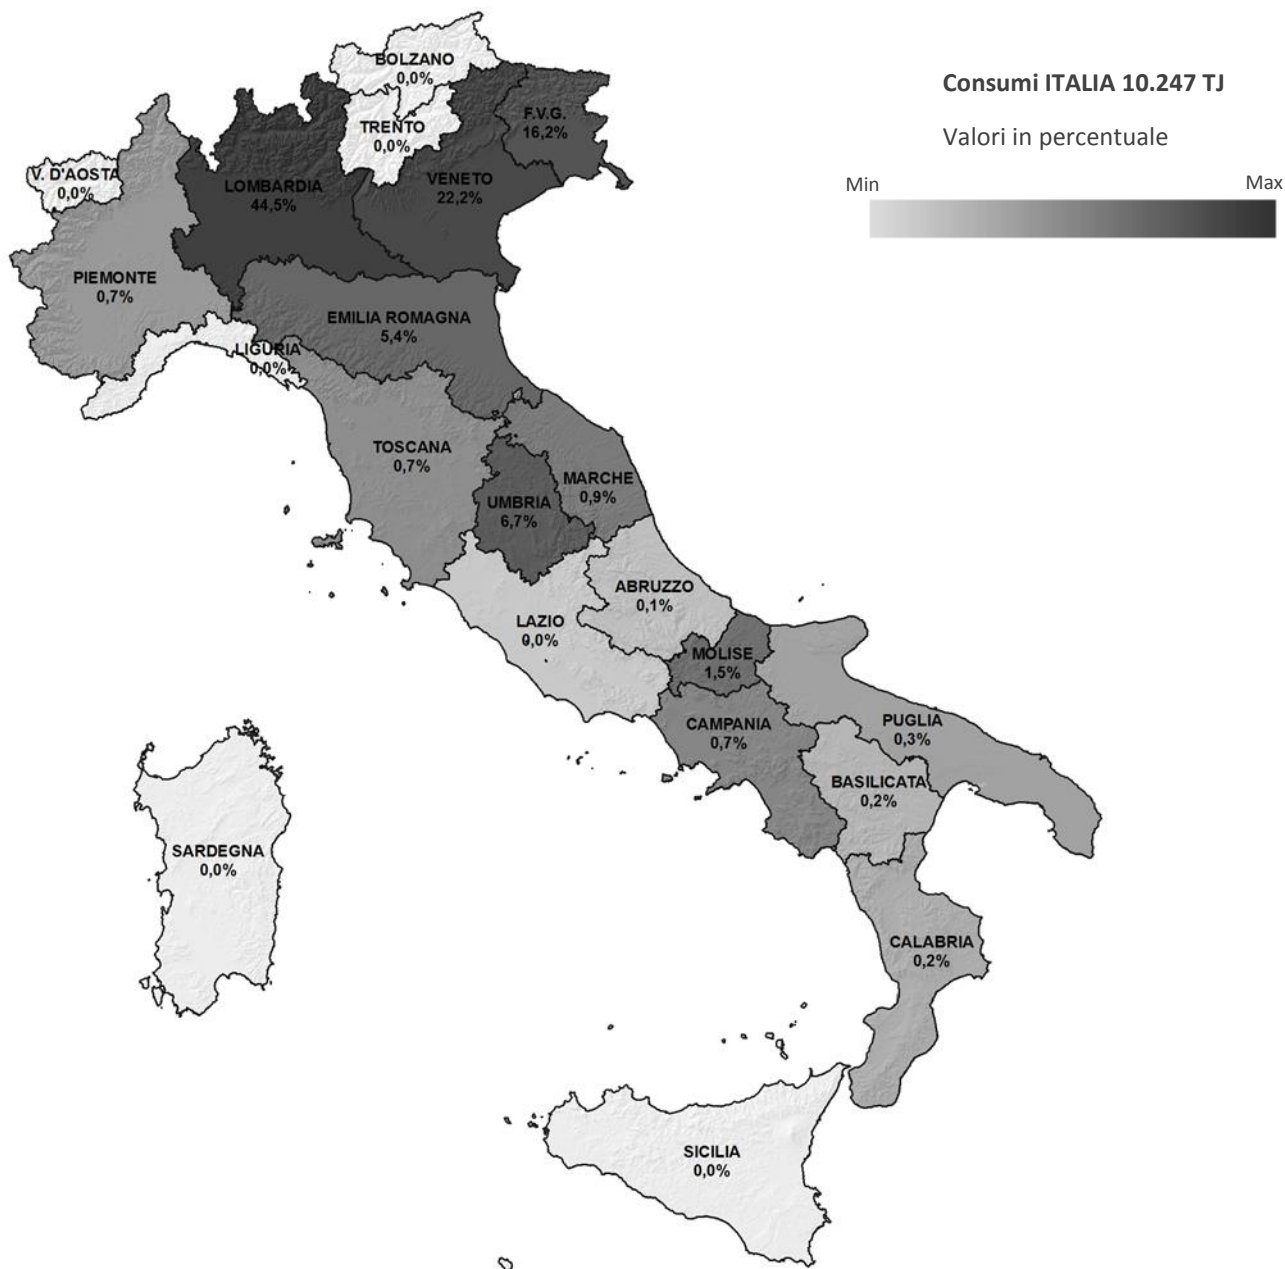 Consumi ITALIA 10.247 TJ
Valori in percentuale
Min
Max
BOLZANO
0,0%
F.V.G.
16,2%
TRENTO
0,0%
V. D'AOSTA
0,0%
LOMBARDIA
44,5%
VENETO
22,2%
PIEMONTE
0,7%
EMILIA ROMAGNA
5,4%
LIGURIA
0,0%
TOSCANA
0,7%
MARCHE
0,9%
UMBRIA
6,7%
ABRUZZO
0,1%
LAZIO
0,0%
MOLISE
1,5%
CAMPANIA
0,7%
PUGLIA
0,3%
BASILICATA
0,2%
SARDEGNA
0,0%
CALABRIA
0,2%
SICILIA
0,0%